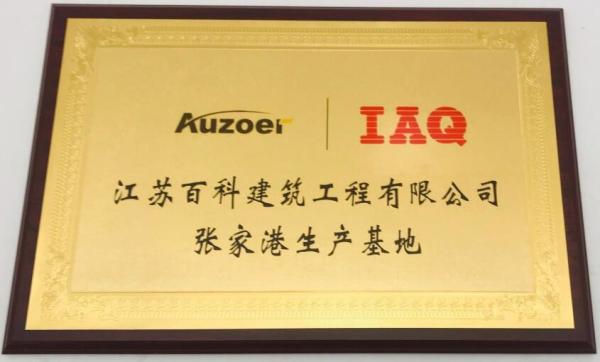 Auzoer IAQ
江苏百科建筑工程有限公司
张家港生产基地